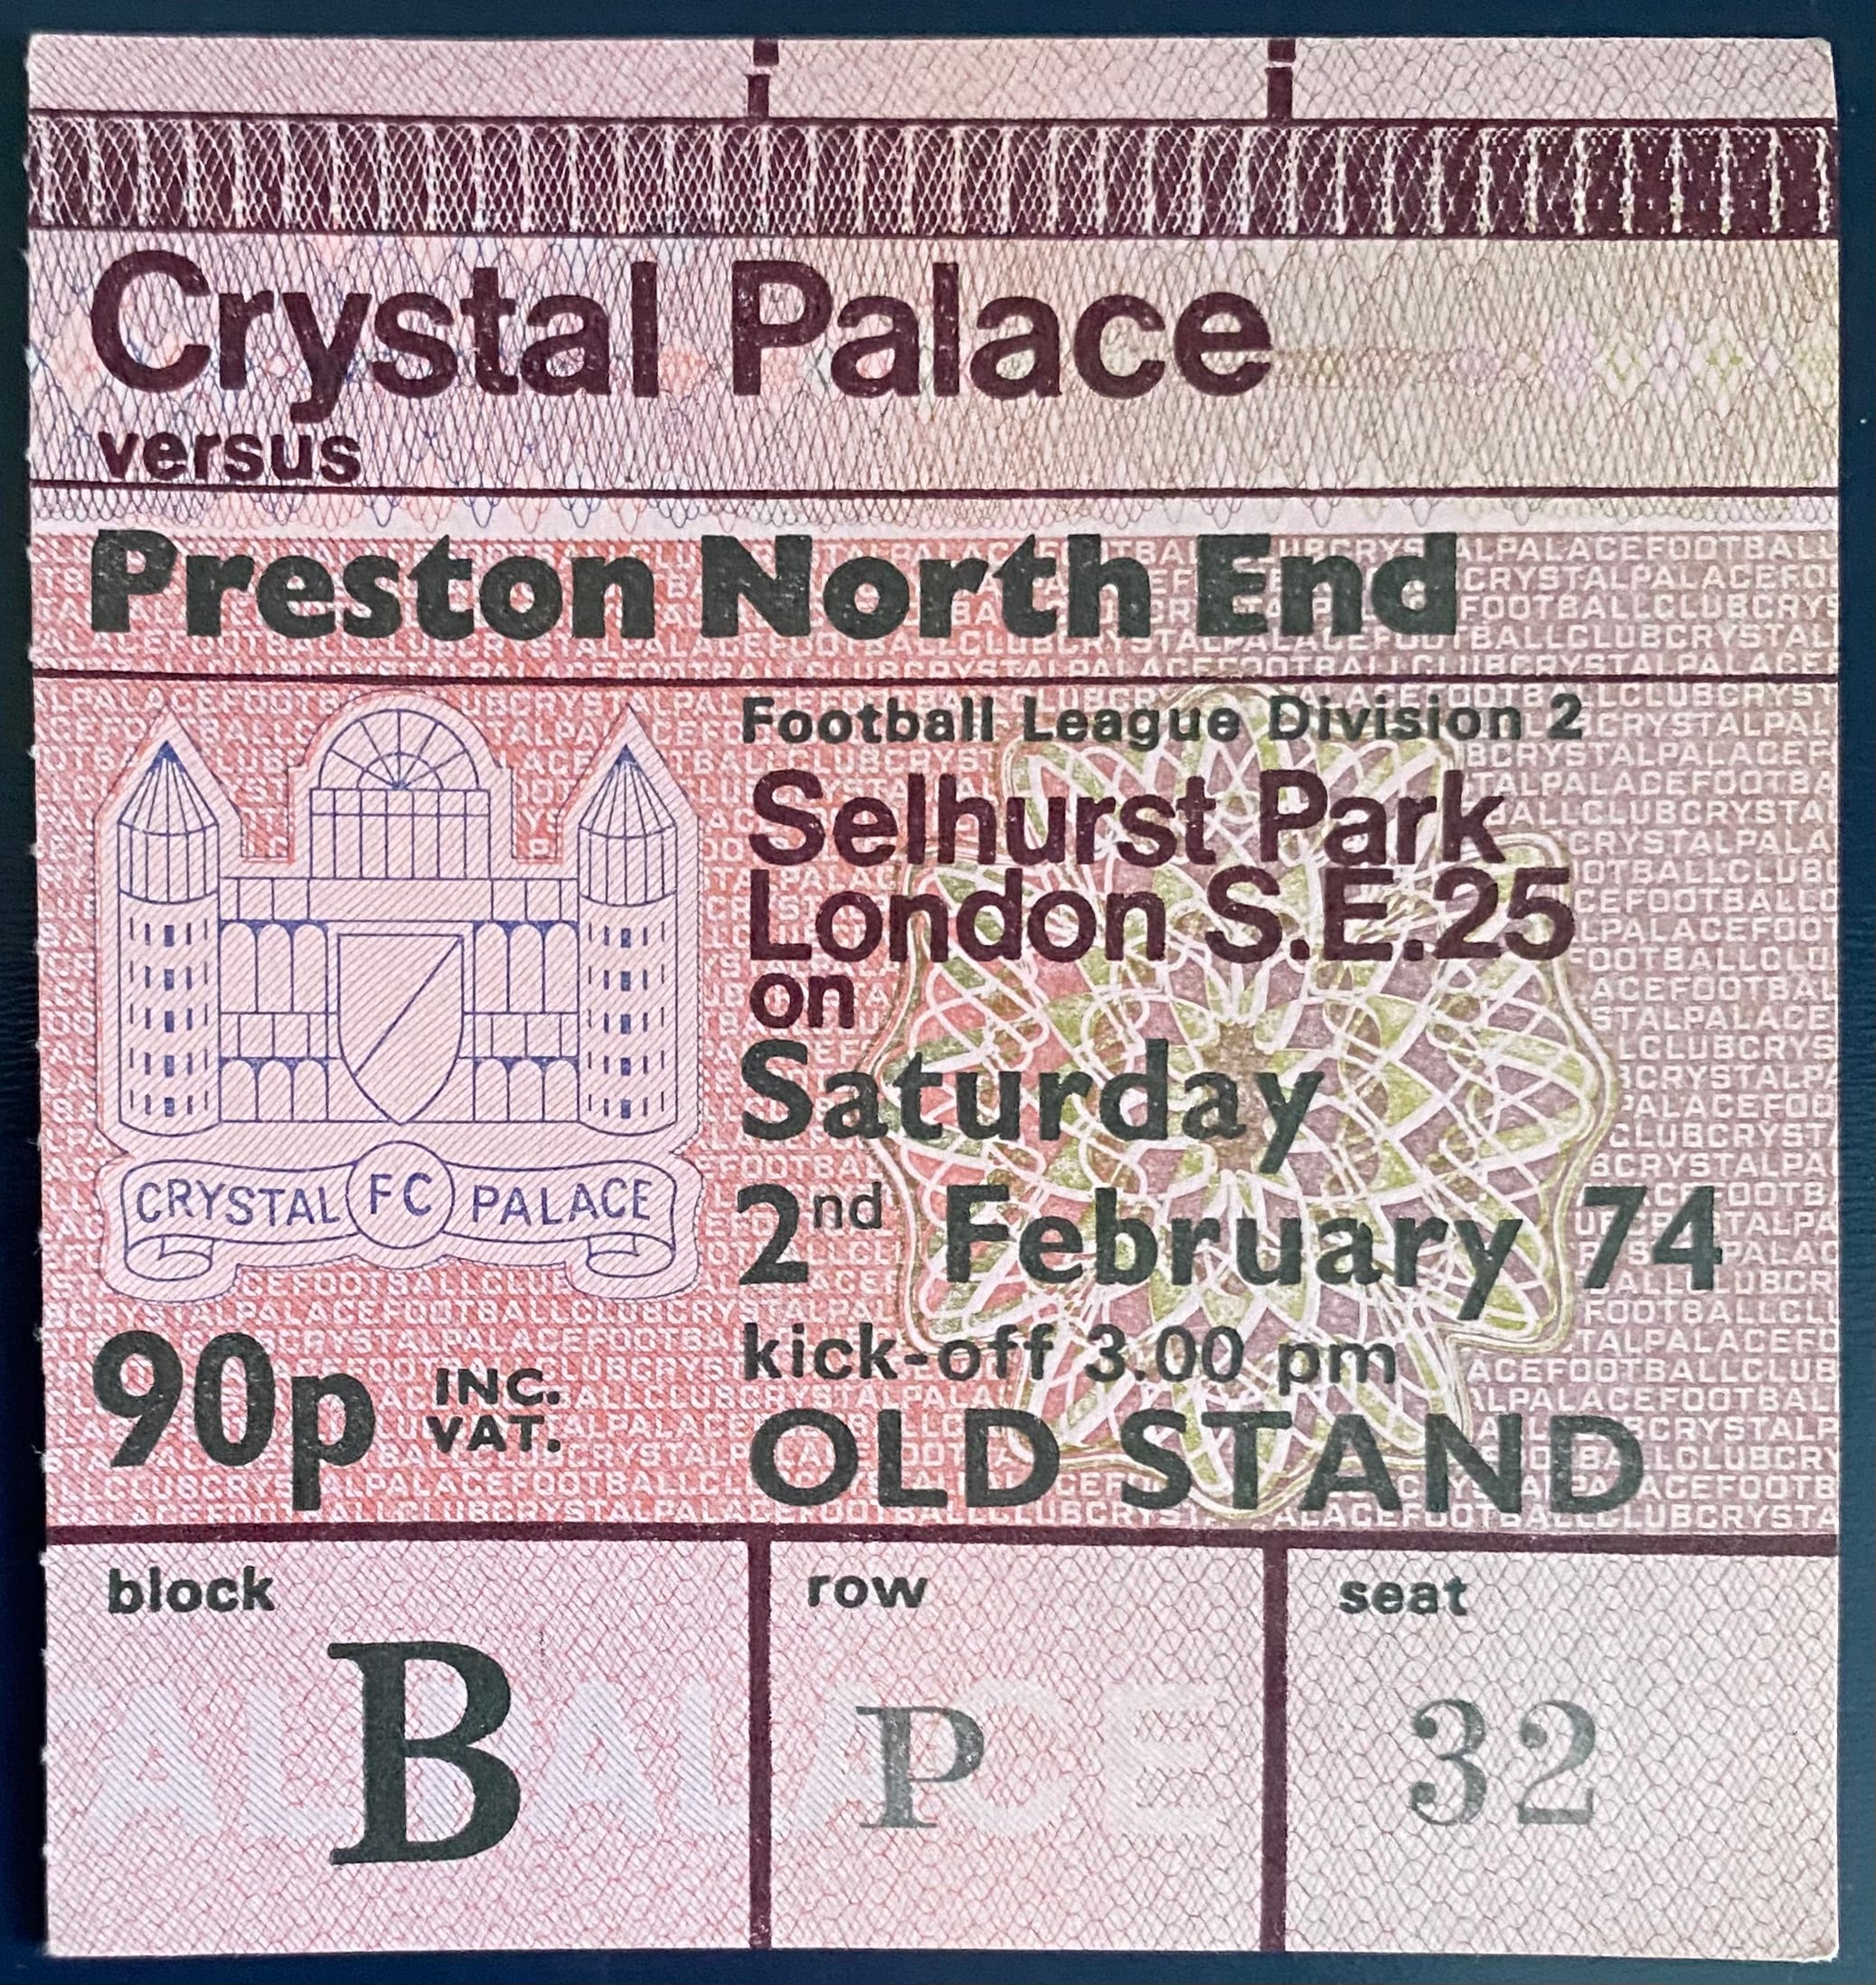 Crystal Palace
versus
Preston North End
Football League Division 2
Selhurst Park
London S.E.25
on
Saturday
2nd February 74
kick-off 3.00 pm
OLD STAND
CRYSTAL FC PALACE
90p INC. VAT.
block
B
row
P
seat
32